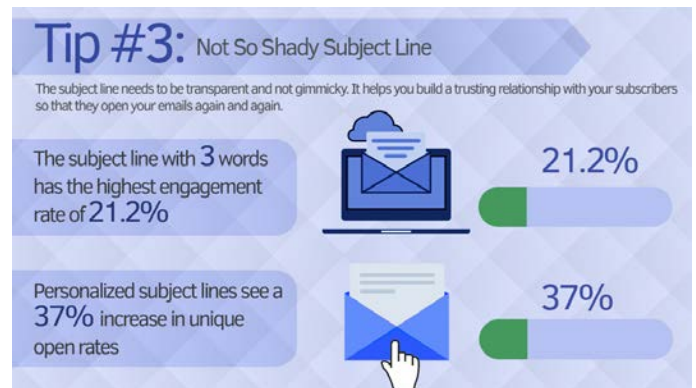 Tip #3: Not So Shady Subject Line
The subject line needs to be transparent and not gimmicky. It helps you build a trusting relationship with your subscribers
so that they open your emails again and again.
The subject line with 3 words
has the highest engagement
rate of 21.2%
21.2%
Personalized subject lines see a
37% increase in unique
open rates
37%